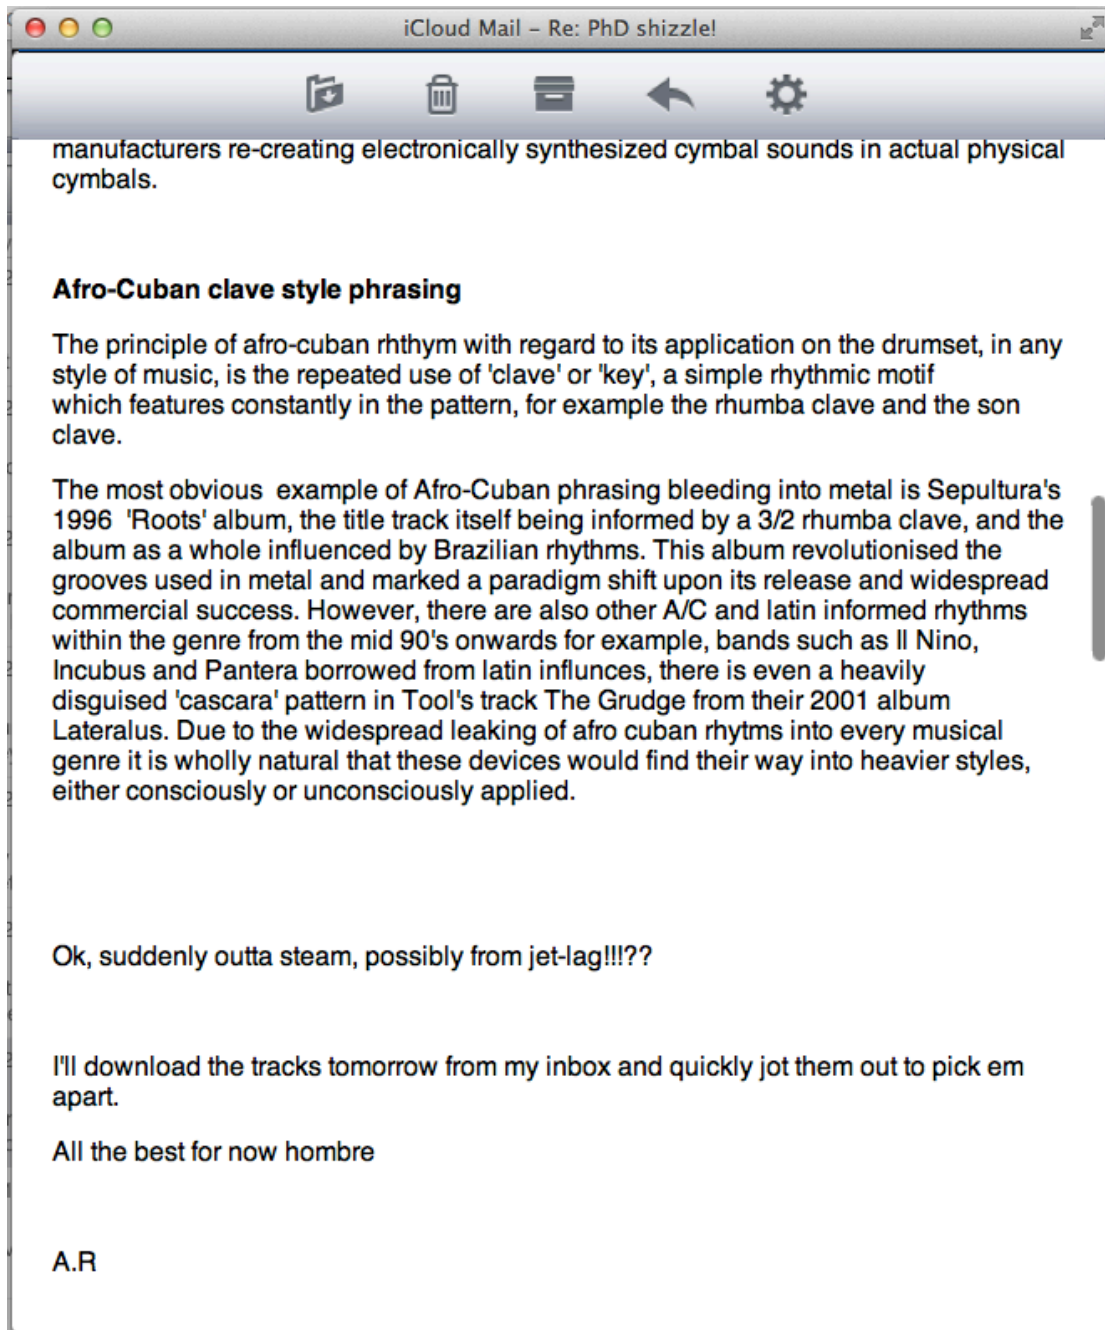 iCloud Mail – Re: PhD shizzle!
manufacturers re-creating electronically synthesized cymbal sounds in actual physical
cymbals.
Afro-Cuban clave style phrasing
The principle of afro-cuban rhthym with regard to its application on the drumset, in any
style of music, is the repeated use of 'clave' or 'key', a simple rhythmic motif
which features constantly in the pattern, for example the rhumba clave and the son
clave.
The most obvious  example of Afro-Cuban phrasing bleeding into metal is Sepultura's
1996  'Roots' album, the title track itself being informed by a 3/2 rhumba clave, and the
album as a whole influenced by Brazilian rhythms. This album revolutionised the
grooves used in metal and marked a paradigm shift upon its release and widespread
commercial success. However, there are also other A/C and latin informed rhythms
within the genre from the mid 90's onwards for example, bands such as Il Nino,
Incubus and Pantera borrowed from latin influnces, there is even a heavily
disguised 'cascara' pattern in Tool's track The Grudge from their 2001 album
Lateralus. Due to the widespread leaking of afro cuban rhytms into every musical
genre it is wholly natural that these devices would find their way into heavier styles,
either consciously or unconsciously applied.
Ok, suddenly outta steam, possibly from jet-lag!!!??
I'll download the tracks tomorrow from my inbox and quickly jot them out to pick em
apart.
All the best for now hombre
A.R